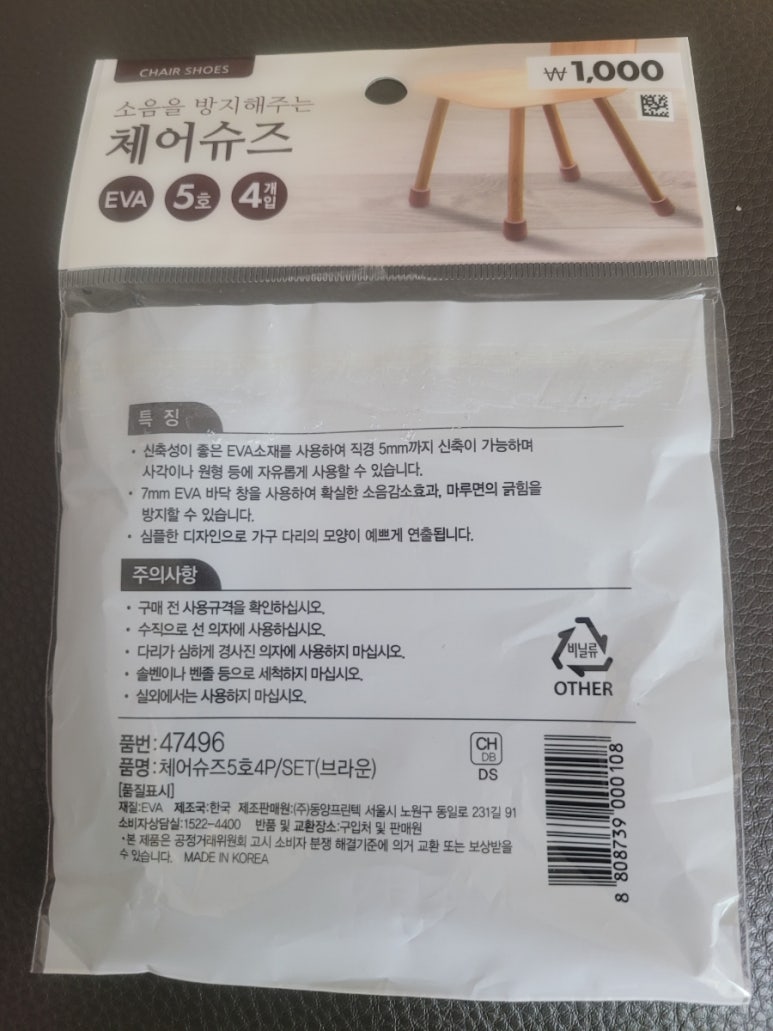 CHAIR SHOES
₩1,000
소음을 방지해주는
체어슈즈
EVA 5호 4개입
특 징
• 신축성이 좋은 EVA소재를 사용하여 직경 5mm까지 신축이 가능하며
사각이나 원형 등에 자유롭게 사용할 수 있습니다.
• 7mm EVA 바닥 창을 사용하여 확실한 소음감소효과, 마루면의 긁힘을
방지할 수 있습니다.
• 심플한 디자인으로 가구 다리의 모양이 예쁘게 연출됩니다.
주의사항
• 구매 전 사용규격을 확인하십시오.
• 수직으로 선 의자에 사용하십시오.
• 다리가 심하게 경사진 의자에 사용하지 마십시오.
• 솔벤이나 벤졸 등으로 세척하지 마십시오.
• 실외에서는 사용하지 마십시오.
비닐류
OTHER
품번:47496
품명:체어슈즈5호4P/SET(브라운)
CH
DB
DS
[품질표시]
재질:EVA 제조국:한국 제조판매원:(주)동양프린텍 서울시 노원구 동일로 231길 91
소비자상담실:1522-4400 반품 및 교환장소:구입처 및 판매원
·본 제품은 공정거래위원회 고시 소비자 분쟁 해결기준에 의거 교환 또는 보상받을
수 있습니다. MADE IN KOREA
8 808739 000108